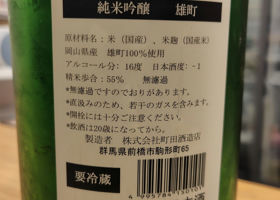 純米吟醸 雄町
原材料名:米(国産)、米麹(国産米)
岡山県産 雄町100%使用
アルコール分:16度 日本酒度:-1
精米歩合:55% 無濾過
*無濾過ですのでおりがあります。
*直汲みのため、若干のガスを含みます。
*開栓には十分ご注意ください。
*飲酒は20歳になってから。
製造者 株式会社町田酒造店
群馬県前橋市駒形町65
要冷蔵
4995784150101